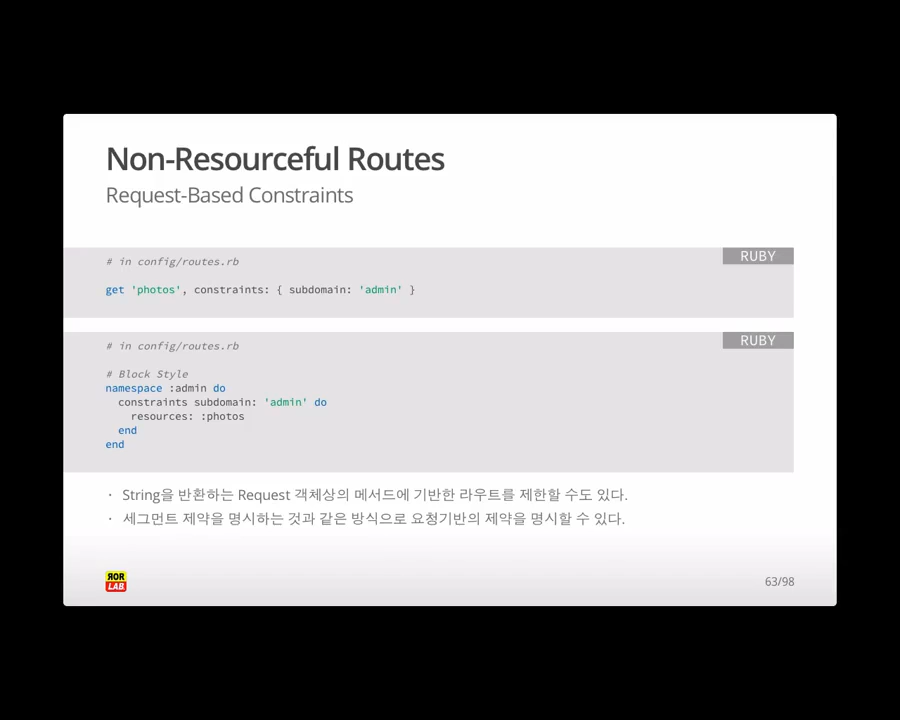 Non-Resourceful Routes
Request-Based Constraints
RUBY
# in config/routes.rb
get 'photos', constraints: { subdomain: 'admin' }
RUBY
# in config/routes.rb
# Block Style
namespace :admin do
constraints subdomain: 'admin' do
resources: :photos
end
end
· String을 반환하는 Request 객체상의 메서드에 기반한 라우트를 제한할 수도 있다.
· 세그먼트 제약을 명시하는 것과 같은 방식으로 요청기반의 제약을 명시할 수 있다.
ROR
LAB.
63/98